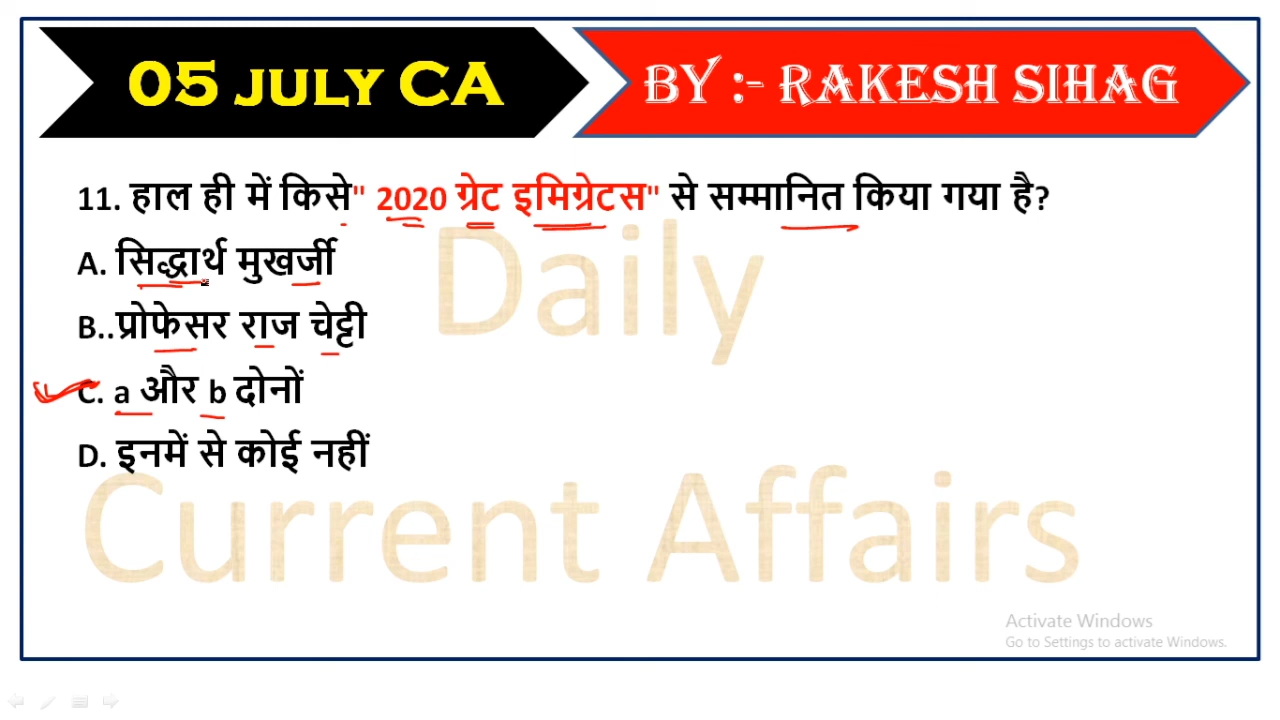 05 JULY CA
BY :- RAKESH SIHAG
11. हाल ही में किसे" 2020 ग्रेट इमिग्रेटस" से सम्मानित किया गया है?
A. सिद्धार्थ मुखर्जी
B..प्रोफेसर राज चेट्टी
C. a और b दोनों
D. इनमें से कोई नहीं
Daily
Current Affairs
Activate Windows
Go to Settings to activate Windows.